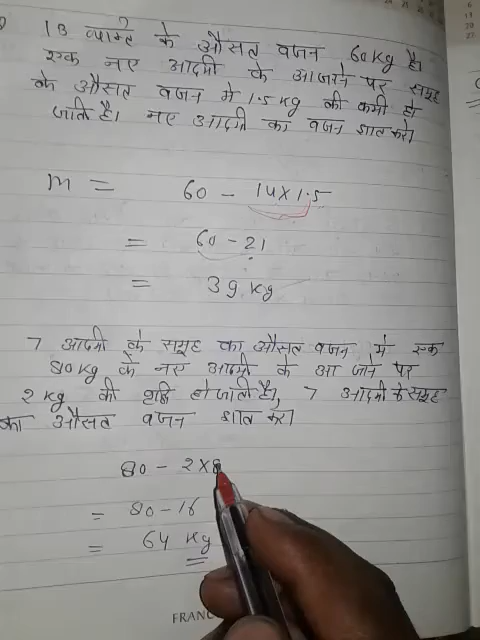 13 व्यक्ति के औसत वजन 60 kg है।
एक नए आदमी के आजाने पर समूह
के औसत वजन मे 1.5 kg की कमी हो
जाती है। नए आदमी का वजन ज्ञात करो
m = 60 - 14 x 1.5
= 60 - 21
= 39 kg
7 आदमी के समूह का औसत वजन मे एक
80 kg के नए आदमी के आ जाने पर
2 kg की वृद्धि हो जाती है, 7 आदमी के समूह
का औसत वजन ज्ञात करो
80 - 2 x 8
= 80 - 16
= 64 kg
FRANC